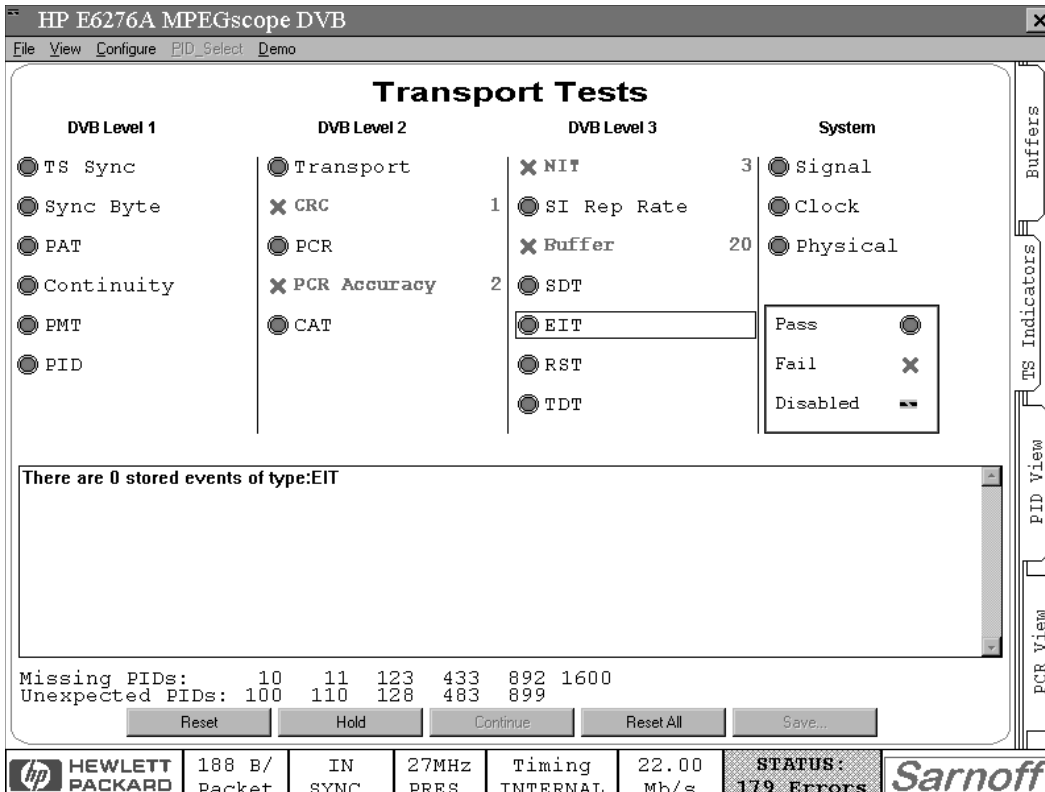 HP E6276A MPEGscope DVB
File View Configure PID_Select Demo
Transport Tests
DVB Level 1 DVB Level 2 DVB Level 3 System
TS Sync Transport NIT 3 Signal
Sync Byte CRC 1 SI Rep Rate Clock
PAT PCR Buffer 20 Physical
Continuity PCR Accuracy 2 SDT
PMT CAT EIT Pass
PID RST Fail
TDT Disabled
There are 0 stored events of type:EIT
Missing PIDs: 10 11 123 433 892 1600
Unexpected PIDs: 100 110 128 483 899
Reset Hold Continue Reset All Save...
Buffers
TS Indicators
PID View
PCR View
hp HEWLETT PACKARD
188 B/ Packet
IN SYNC
27MHz PRES
Timing INTERNAL
22.00 Mb/s
STATUS: 179 Errors
Sarnoff